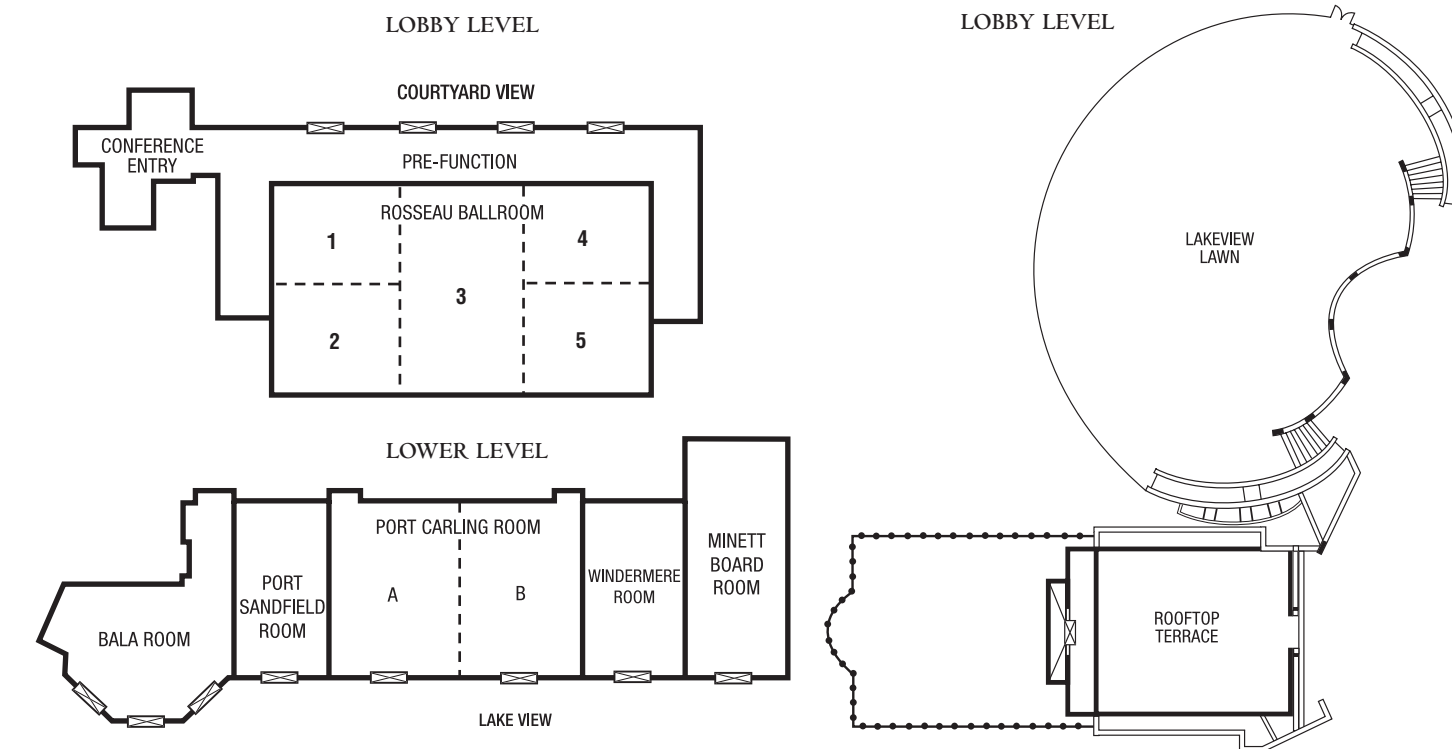 LOBBY LEVEL
COURTYARD VIEW
CONFERENCE
ENTRY
PRE-FUNCTION
ROSSEAU BALLROOM
1
4
3
2
5
LOWER LEVEL
PORT CARLING ROOM
A
B
PORT
SANDFIELD
ROOM
BALA ROOM
WINDERMERE
ROOM
MINETT
BOARD
ROOM
LAKE VIEW
LOBBY LEVEL
LAKEVIEW
LAWN
ROOFTOP
TERRACE